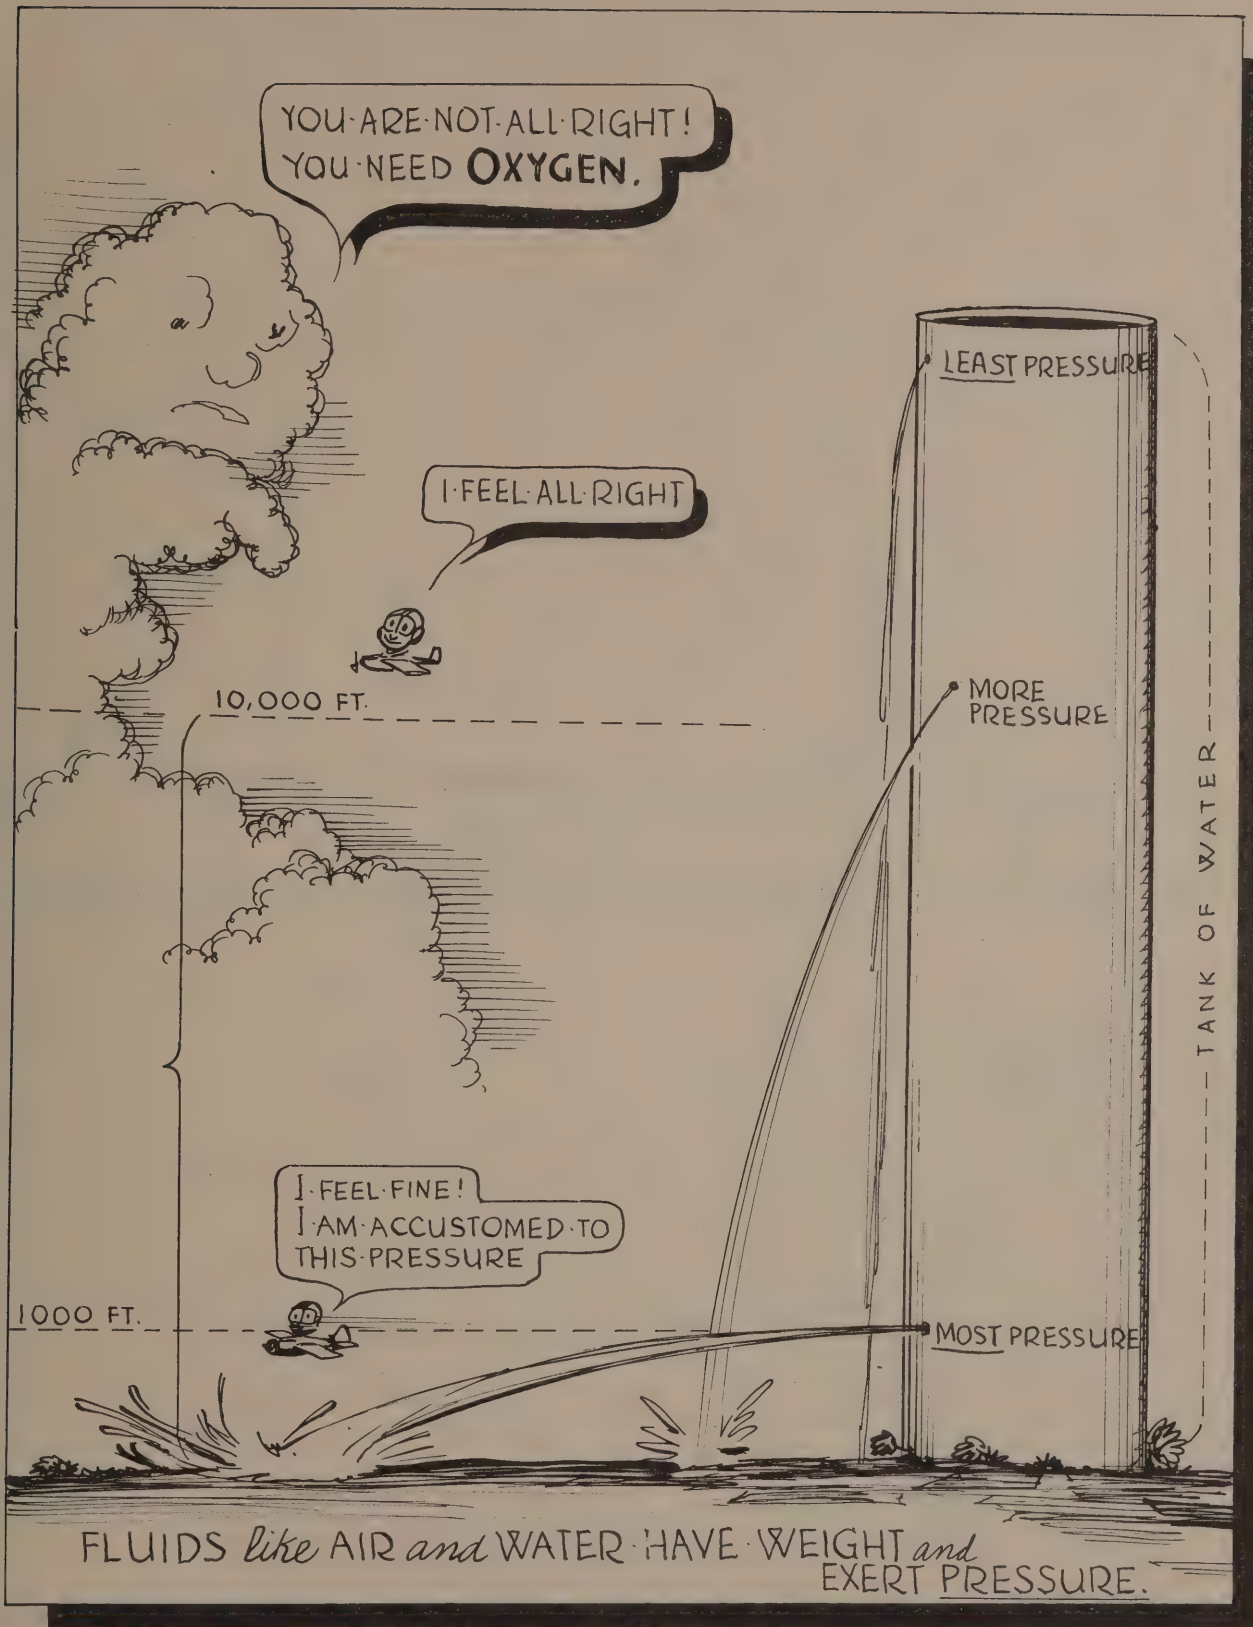 YOU·ARE·NOT·ALL·RIGHT!
YOU·NEED OXYGEN.
LEAST PRESSURE
I·FEEL·ALL·RIGHT
10,000 FT.
MORE
PRESSURE
TANK OF WATER
I·FEEL·FINE!
I·AM·ACCUSTOMED·TO
THIS·PRESSURE
1000 FT.
MOST PRESSURE
FLUIDS like AIR and WATER·HAVE·WEIGHT and
EXERT PRESSURE.